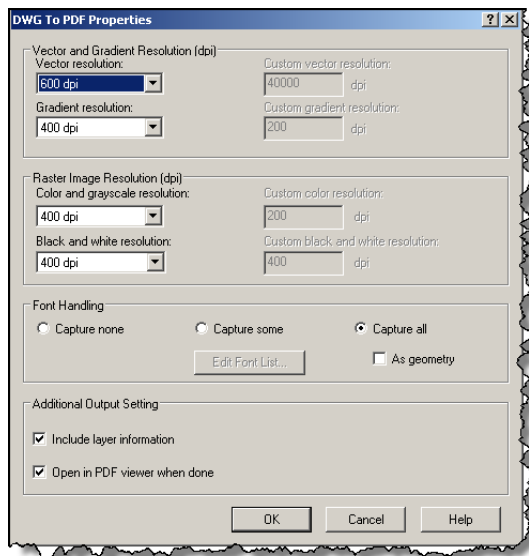 DWG To PDF Properties
Vector and Gradient Resolution (dpi)
Vector resolution: Custom vector resolution:
600 dpi 40000 dpi
Gradient resolution: Custom gradient resolution:
400 dpi 200 dpi
Raster Image Resolution (dpi)
Color and grayscale resolution: Custom color resolution:
400 dpi 200 dpi
Black and white resolution: Custom black and white resolution:
400 dpi 400 dpi
Font Handling
Capture none Capture some Capture all
Edit Font List... As geometry
Additional Output Setting
Include layer information
Open in PDF viewer when done
OK Cancel Help